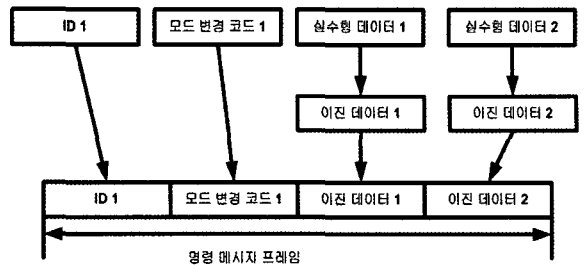 ID 1 모드 변경 코드 1 실수형 데이터 1 실수형 데이터 2
이진 데이터 1 이진 데이터 2
ID 1 모드 변경 코드 1 이진 데이터 1 이진 데이터 2
명령 메시자 프레임